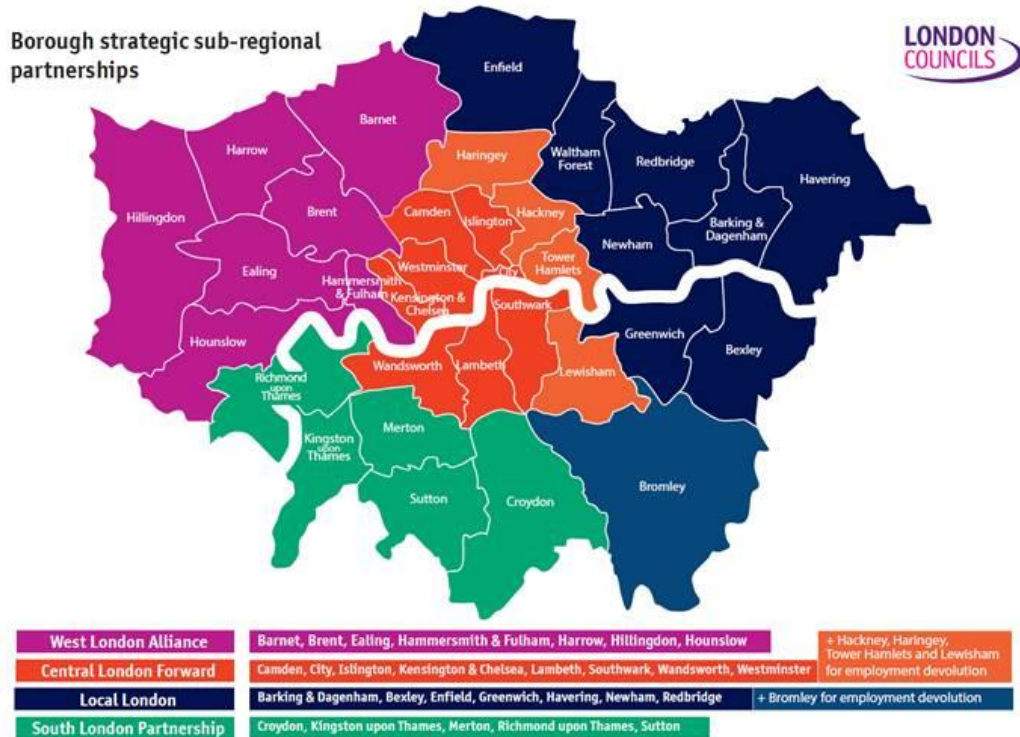 Borough strategic sub-regional
partnerships
LONDON
COUNCILS
Enfield
Barnet
Harrow
Haringey
Waltham
Forest
Redbridge
Havering
Hillingdon
Brent
Camden
Islington
Hackney
Barking &
Dagenham
Newham
Ealing
Westminster
Tower
Hamlets
City
Hammersmith
& Fulham
Kensington &
Chelsea
Southwark
Greenwich
Hounslow
Bexley
Wandsworth
Lambeth
Lewisham
Richmond
upon
Thames
Merton
Kingston
upon
Thames
Bromley
Sutton
Croydon
West London Alliance
Barnet, Brent, Ealing, Hammersmith & Fulham, Harrow, Hillingdon, Hounslow
+ Hackney, Haringey,
Tower Hamlets and Lewisham
for employment devolution
Central London Forward
Camden, City, Islington, Kensington & Chelsea, Lambeth, Southwark, Wandsworth, Westminster
Local London
Barking & Dagenham, Bexley, Enfield, Greenwich, Havering, Newham, Redbridge
+ Bromley for employment devolution
South London Partnership
Croydon, Kingston upon Thames, Merton, Richmond upon Thames, Sutton